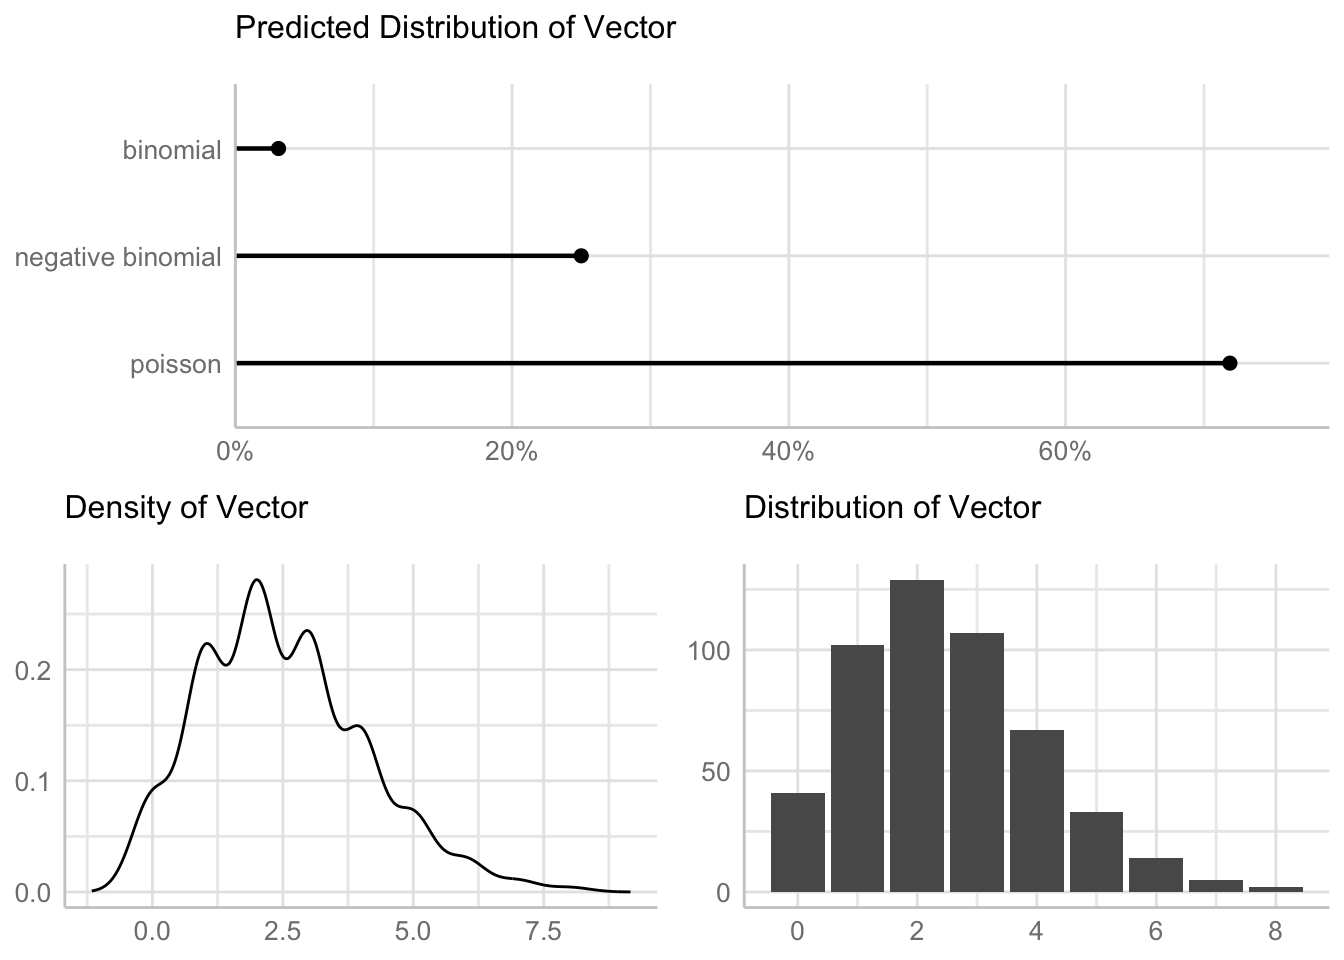 Predicted Distribution of Vector
binomial
negative binomial
poisson
0% 20% 40% 60%
Density of Vector
0.2
0.1
0.0
0.0 2.5 5.0 7.5
Distribution of Vector
100
50
0
0 2 4 6 8